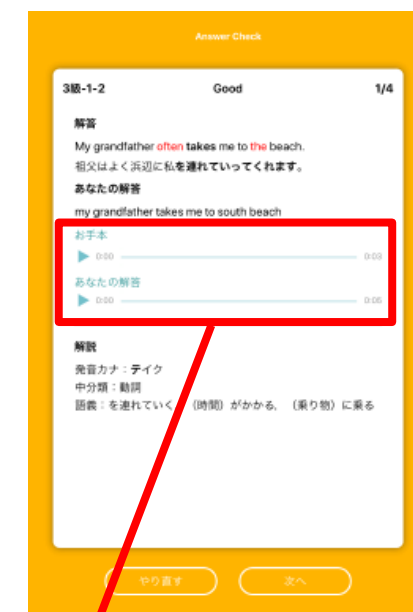 Answer Check
3級-1-2 Good 1/4
解答
My grandfather often takes me to the beach.
祖父はよく浜辺に私を連れていってくれます。
あなたの解答
my grandfather takes me to south beach
お手本
0:00 0:03
あなたの解答
0:00 0:05
解説
発音カナ：テイク
中分類：動詞
語義：を連れていく、（時間）がかかる、（乗り物）に乗る
やり直す 次へ